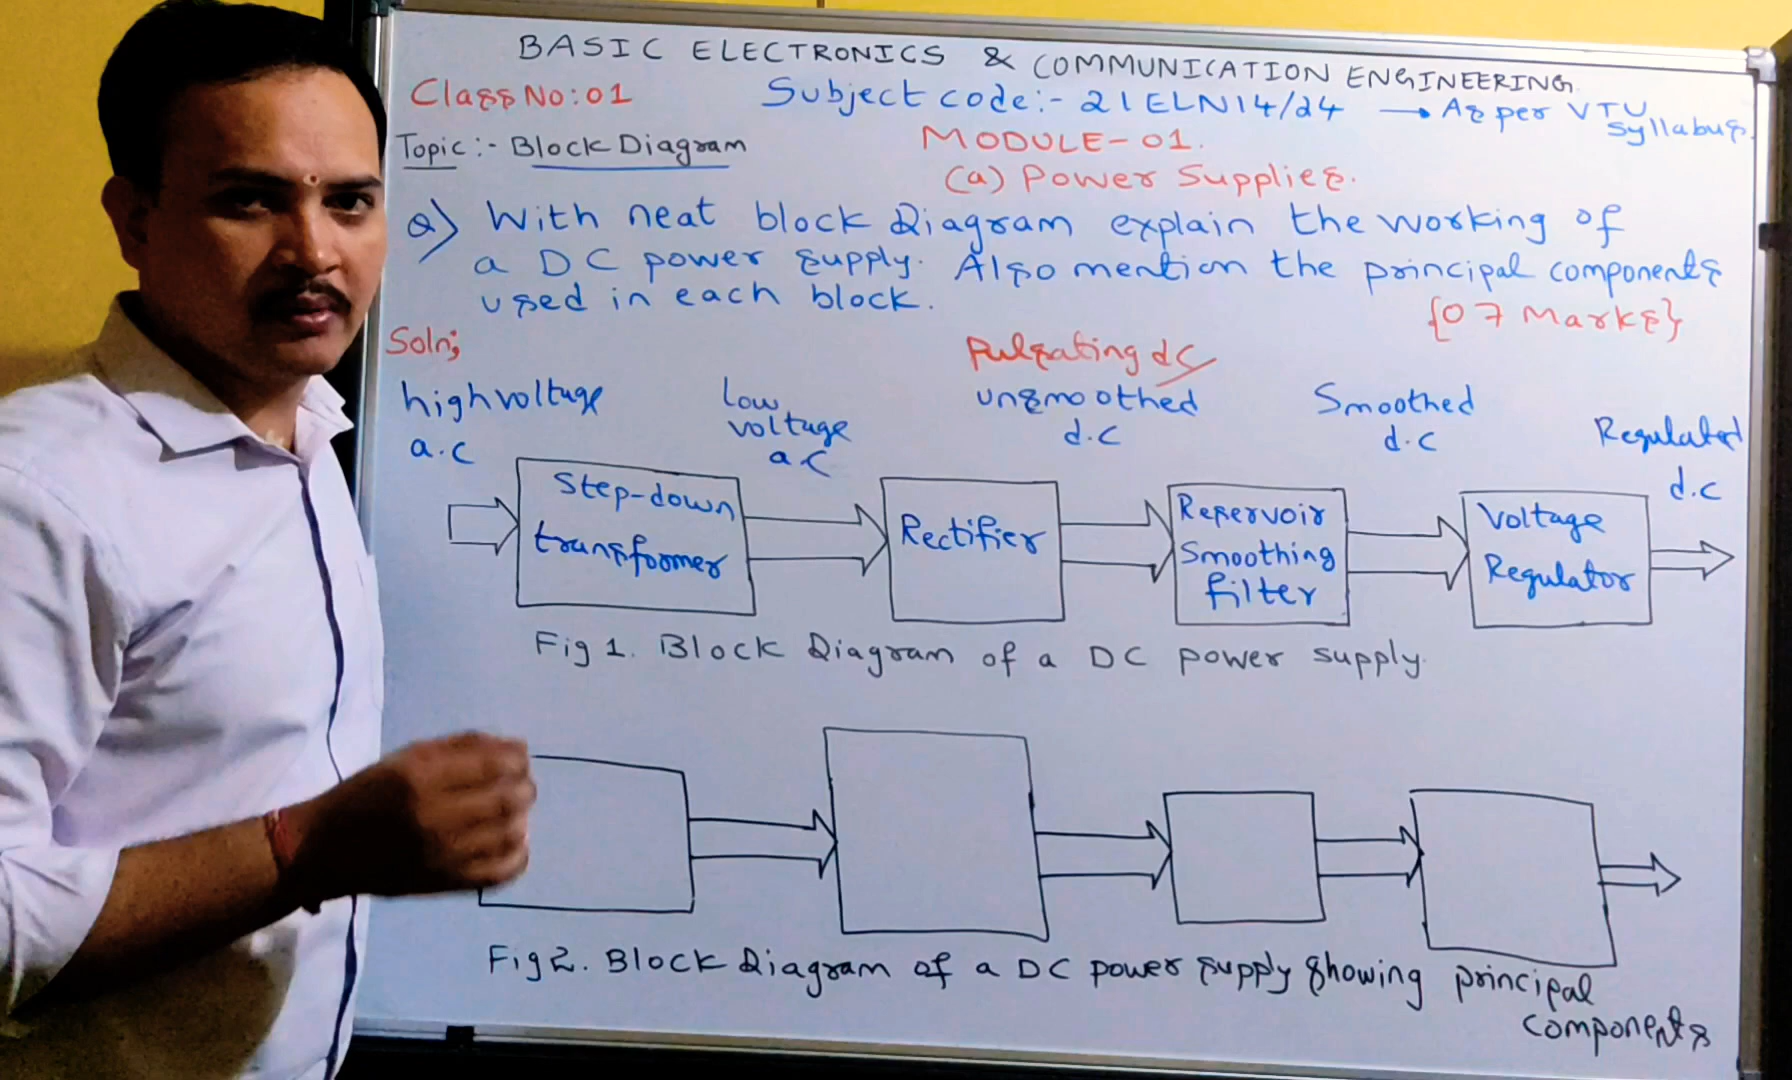 BASIC ELECTRONICS & COMMUNICATION ENGINEERING
Class No:01
Subject code:- 21ELN14/24 → As per VTU
Syllabus.
Topic:- Block Diagram
MODULE-01.
(a) Power Supplies.
Q) With neat block Diagram explain the working of
a DC power supply. Also mention the principal components
used in each block.
{07 Marks}
Soln;
Pulsating dc
high voltage
a.c
low
voltage
a c
unsmoothed
d.c
Smoothed
d.c
Regulated
d.c
Step-down
transformer
Rectifier
Reservoir
Smoothing
filter
Voltage
Regulator
Fig 1. Block Diagram of a DC power supply.
Fig 2. Block Diagram of a DC power supply showing principal
components